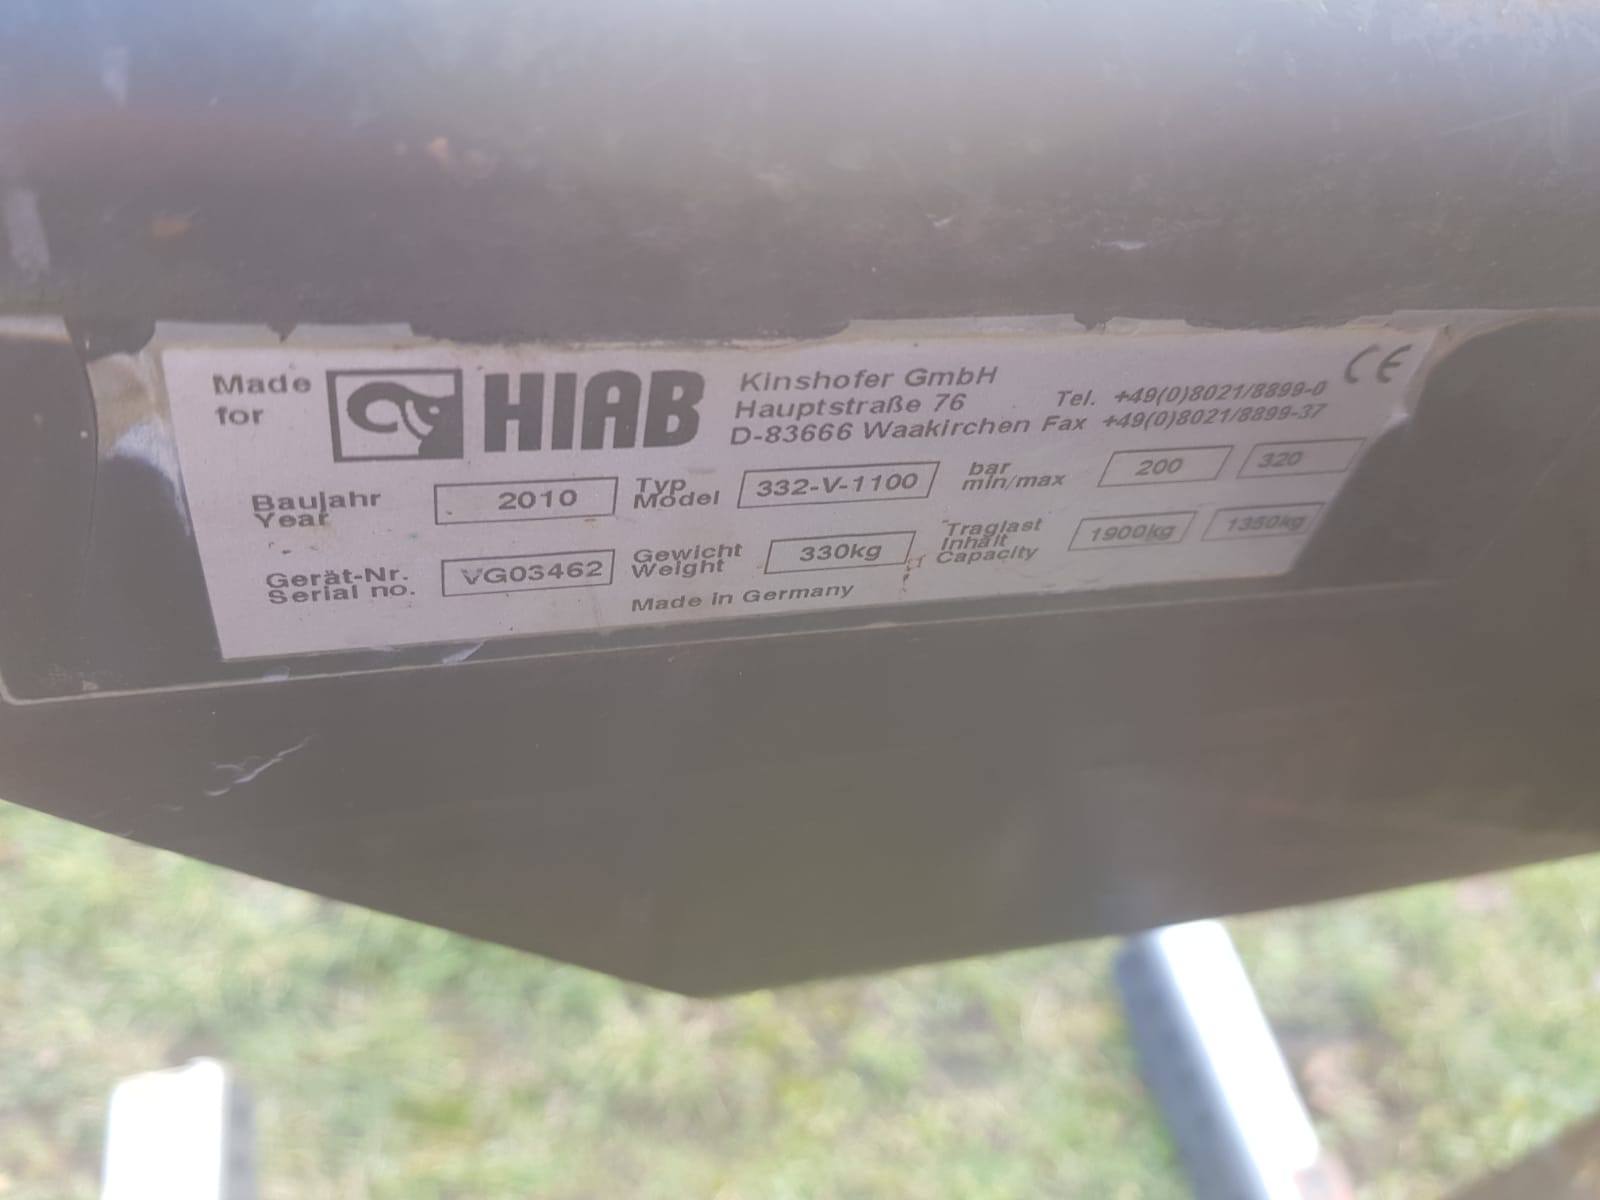 Made for HIAB
Kinshofer GmbH
Hauptstraße 76 Tel. +49(0)8021/8899-0
D-83666 Waakirchen Fax +49(0)8021/8899-37
CE
Baujahr Year 2010 Typ Model 332-V-1100 bar min/max 200 320
Gerät-Nr. Serial no. VG03462 Gewicht Weight 330kg Traglast Inhalt Capacity 1900kg 1350kg
Made in Germany